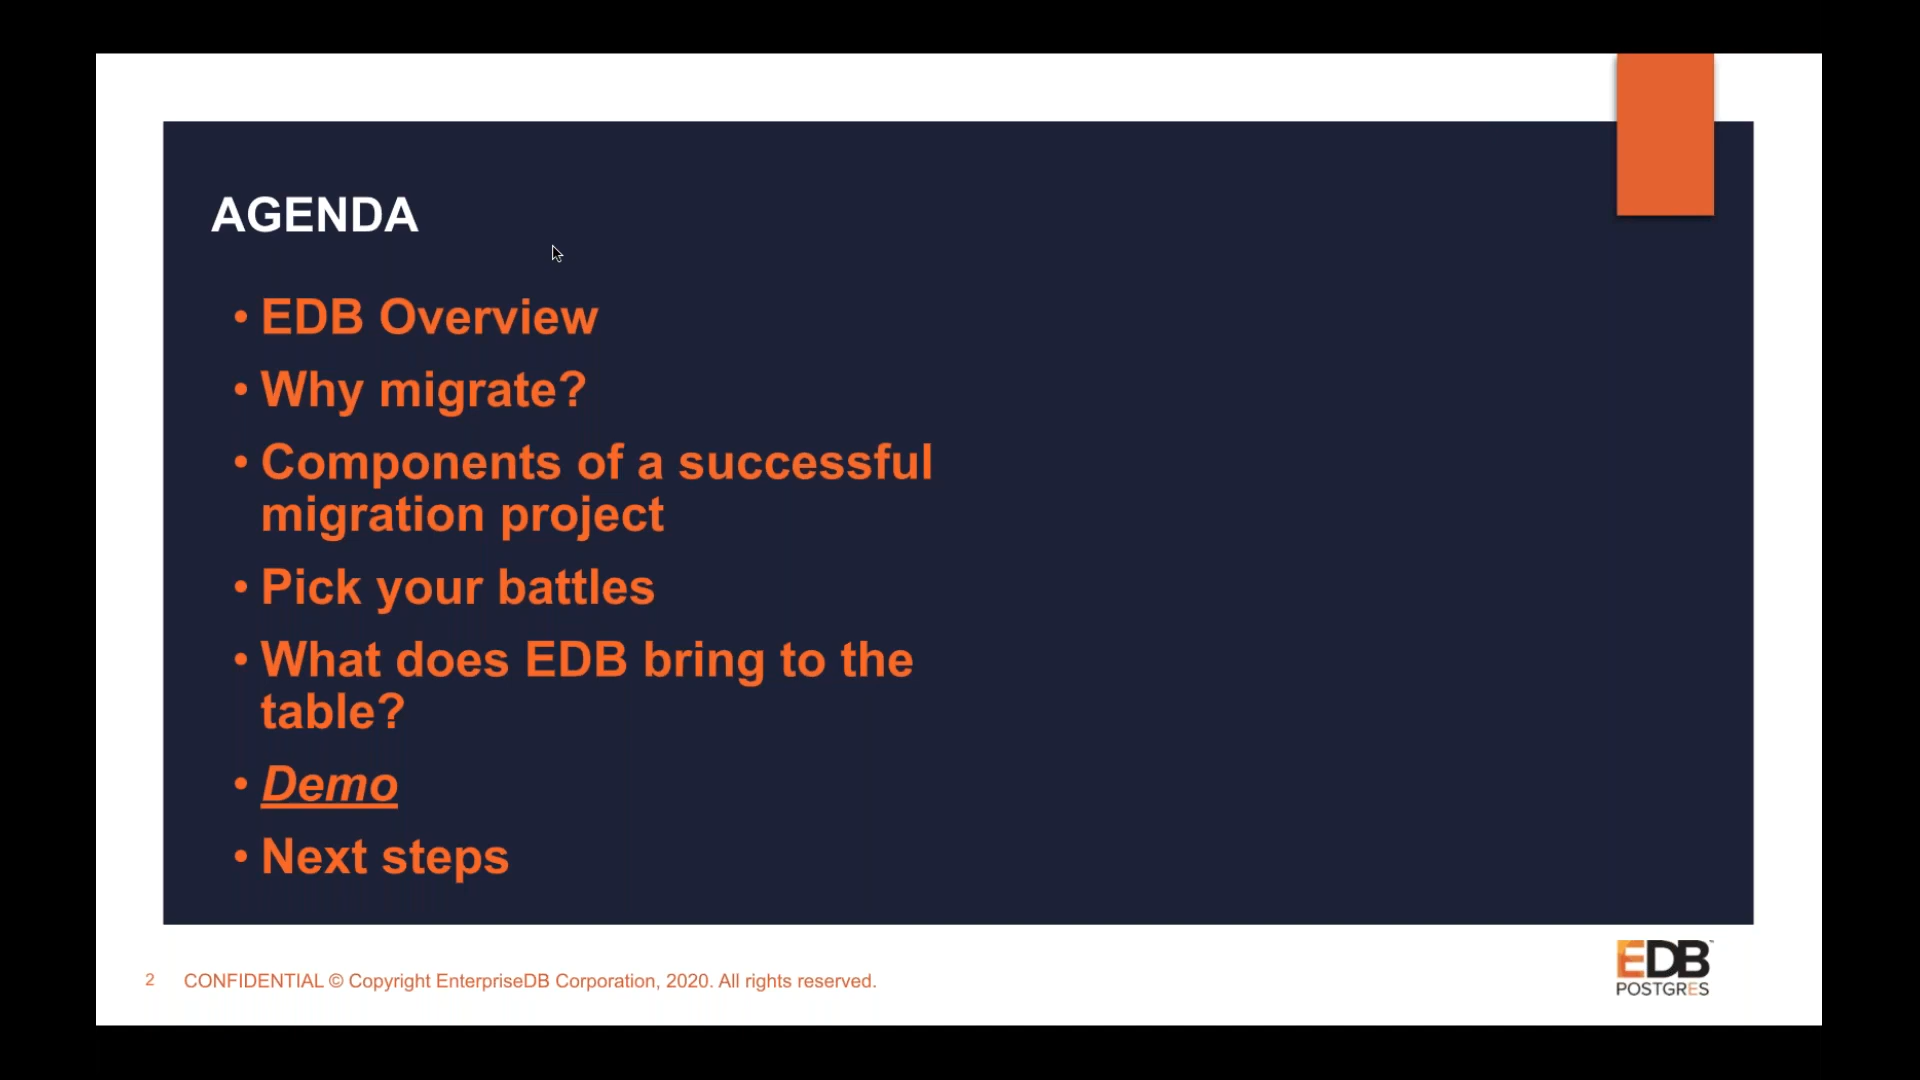 AGENDA
• EDB Overview
• Why migrate?
• Components of a successful
migration project
• Pick your battles
• What does EDB bring to the
table?
• Demo
• Next steps
2 CONFIDENTIAL © Copyright EnterpriseDB Corporation, 2020. All rights reserved.
EDB™
POSTGRES